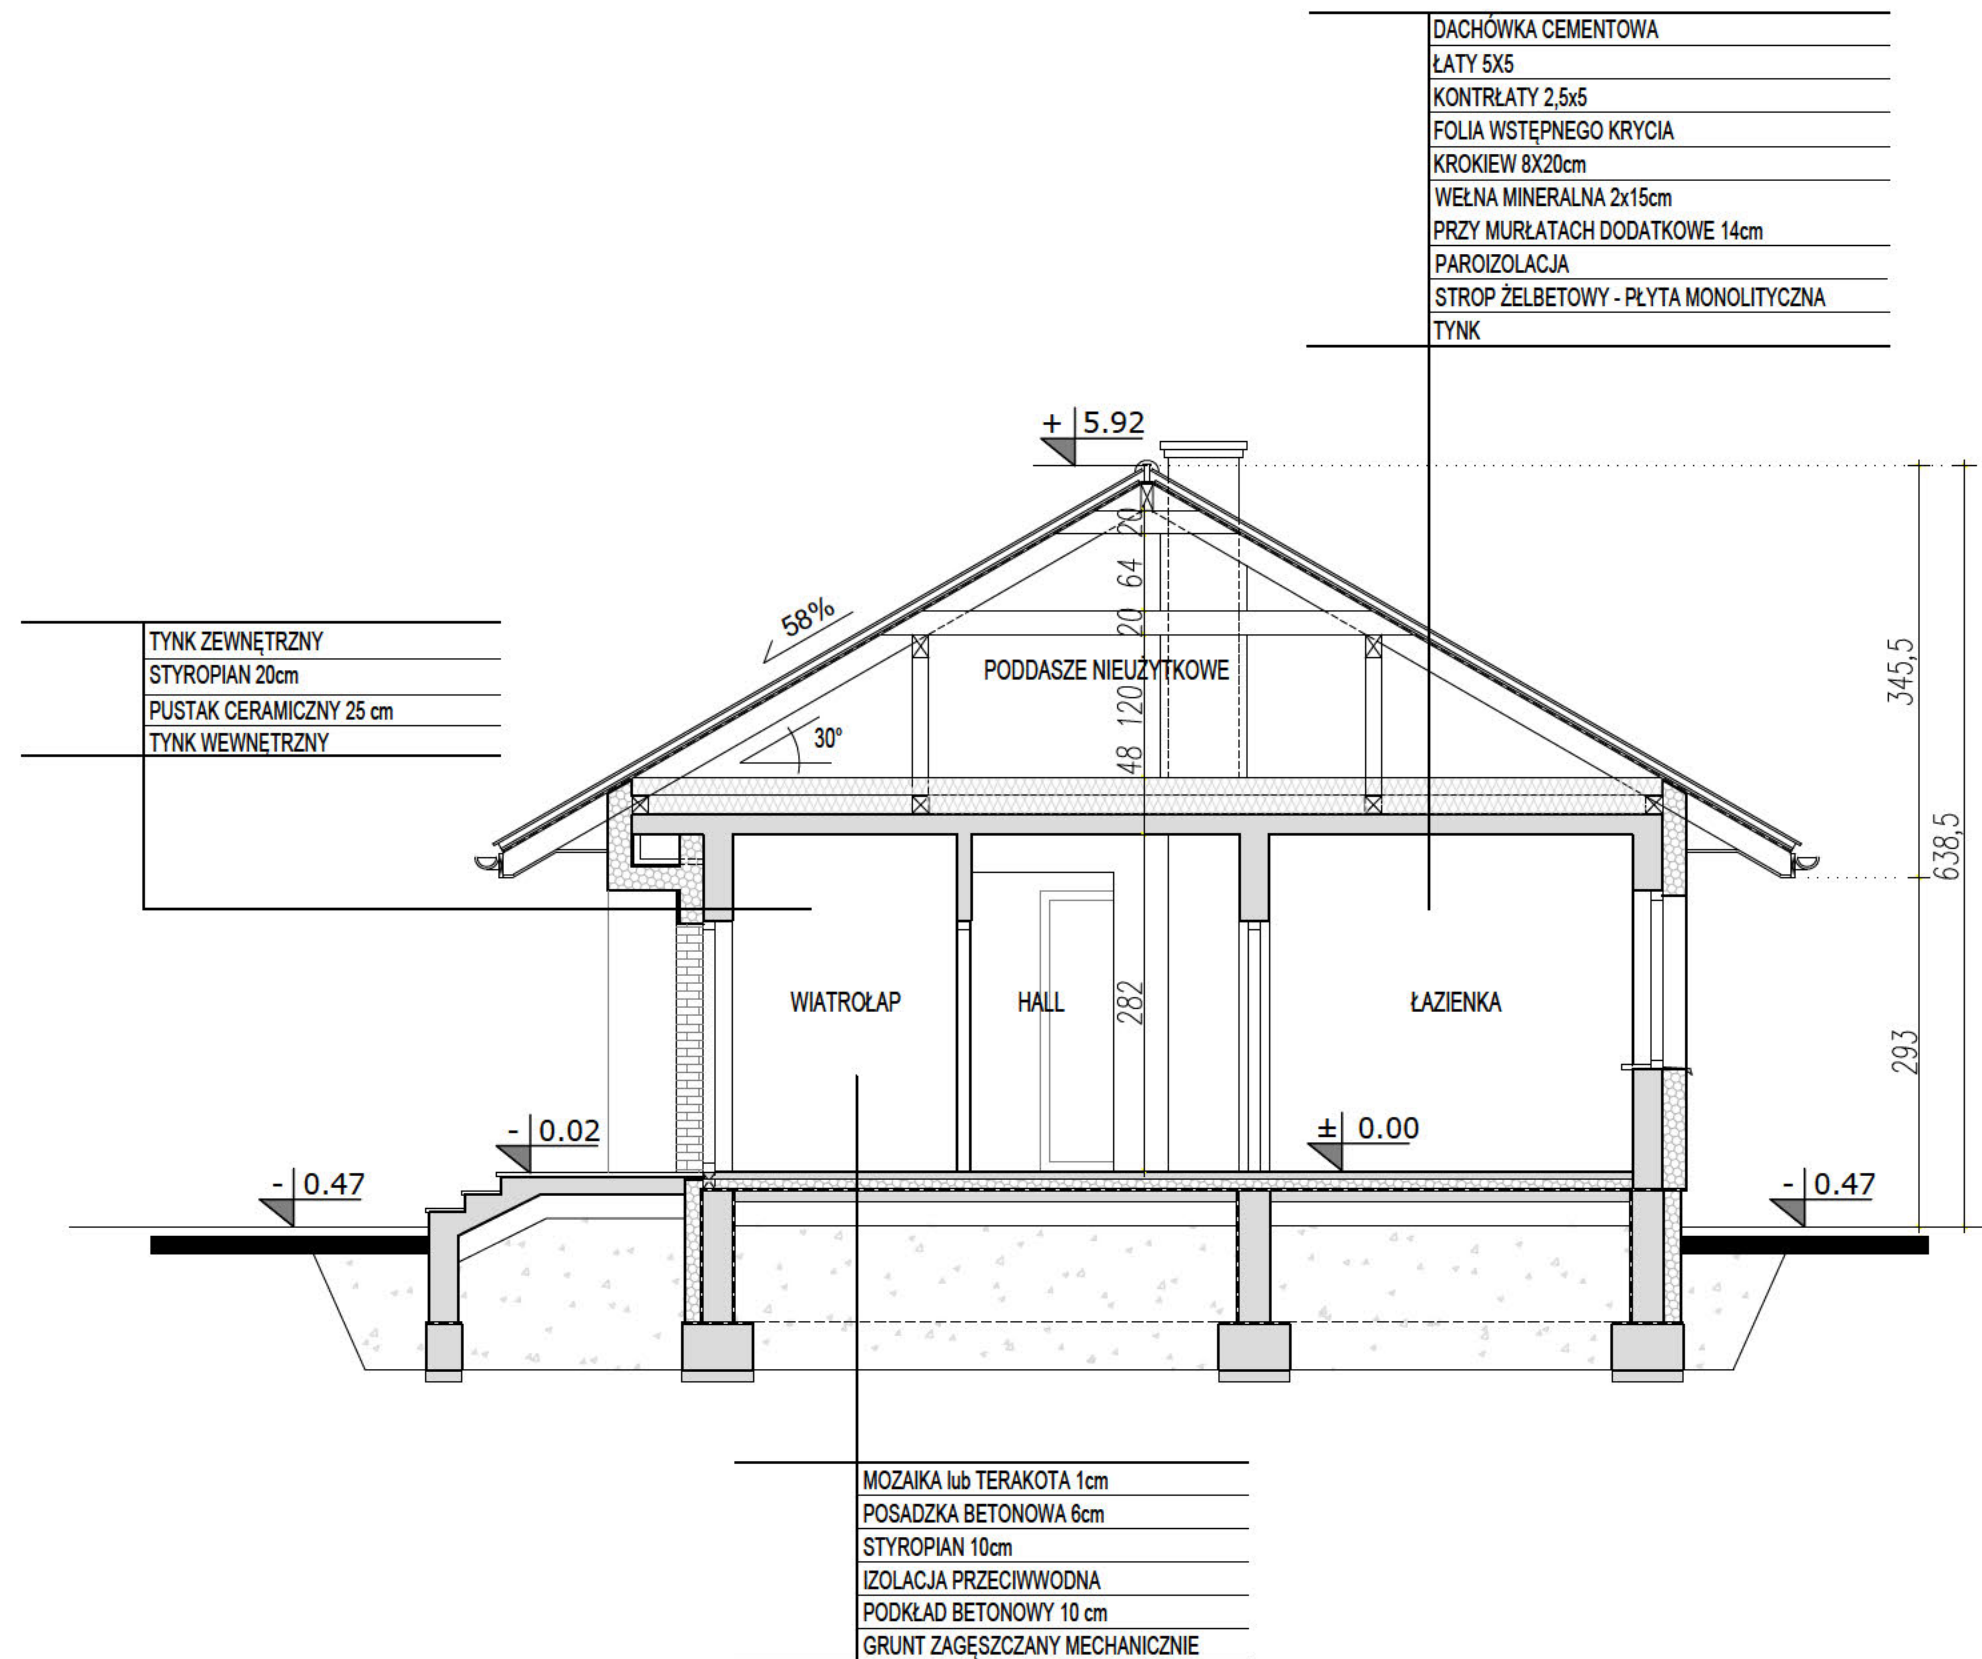 DACHÓWKA CEMENTOWA
ŁATY 5X5
KONTRŁATY 2,5x5
FOLIA WSTĘPNEGO KRYCIA
KROKIEW 8X20cm
WEŁNA MINERALNA 2x15cm
PRZY MURŁATACH DODATKOWE 14cm
PAROIZOLACJA
STROP ŻELBETOWY - PŁYTA MONOLITYCZNA
TYNK
+ 5.92
20
64
20
120
48
282
58%
30°
PODDASZE NIEUŻYTKOWE
TYNK ZEWNĘTRZNY
STYROPIAN 20cm
PUSTAK CERAMICZNY 25 cm
TYNK WEWNĘTRZNY
345,5
638,5
293
WIATROŁAP
HALL
ŁAZIENKA
- 0.02
± 0.00
- 0.47
- 0.47
MOZAIKA lub TERAKOTA 1cm
POSADZKA BETONOWA 6cm
STYROPIAN 10cm
IZOLACJA PRZECIWWODNA
PODKŁAD BETONOWY 10 cm
GRUNT ZAGĘSZCZANY MECHANICZNIE